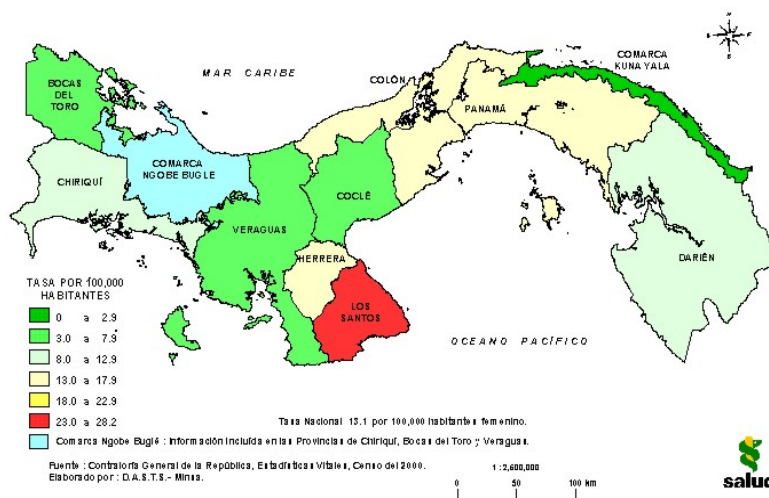 N
MAR CARIBE
COMARCA
KUNA YALA
BOCAS
DEL
TORO
COLÓN
PANAMÁ
COMARCA
NGOBE BUGLE
CHIRIQUÍ
COCLÉ
VERAGUAS
DARIÉN
HERRERA
LOS
SANTOS
OCEANO PACÍFICO
TASA POR 100,000
HABITANTES
0 a 2.9
3.0 a 7.9
8.0 a 12.9
13.0 a 17.9
18.0 a 22.9
23.0 a 28.2
Tasa Nacional 13.1 por 100,000 habitantes femenino.
Comarca Ngobe Buglé : Información incluída en las Provincias de Chiriquí, Bocas del Toro y Veraguas.
Fuente : Contraloría General de la República, Estadísticas Vitales, Censo del 2000.
Elaborado por : D.A.S.T.S.- Minsa.
1:2,600,000
0 50 100 km
salud